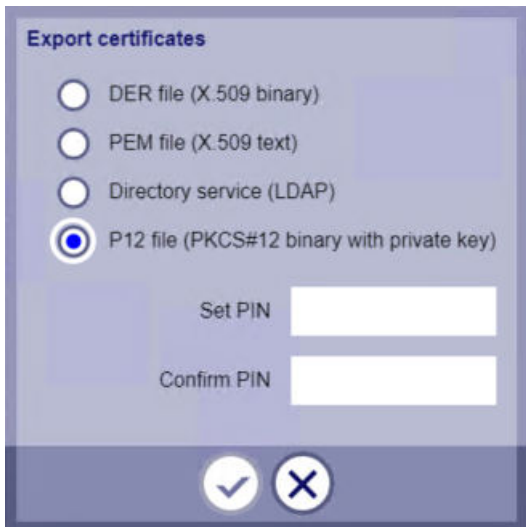 Export certificates
DER file (X.509 binary)
PEM file (X.509 text)
Directory service (LDAP)
P12 file (PKCS#12 binary with private key)
Set PIN
Confirm PIN